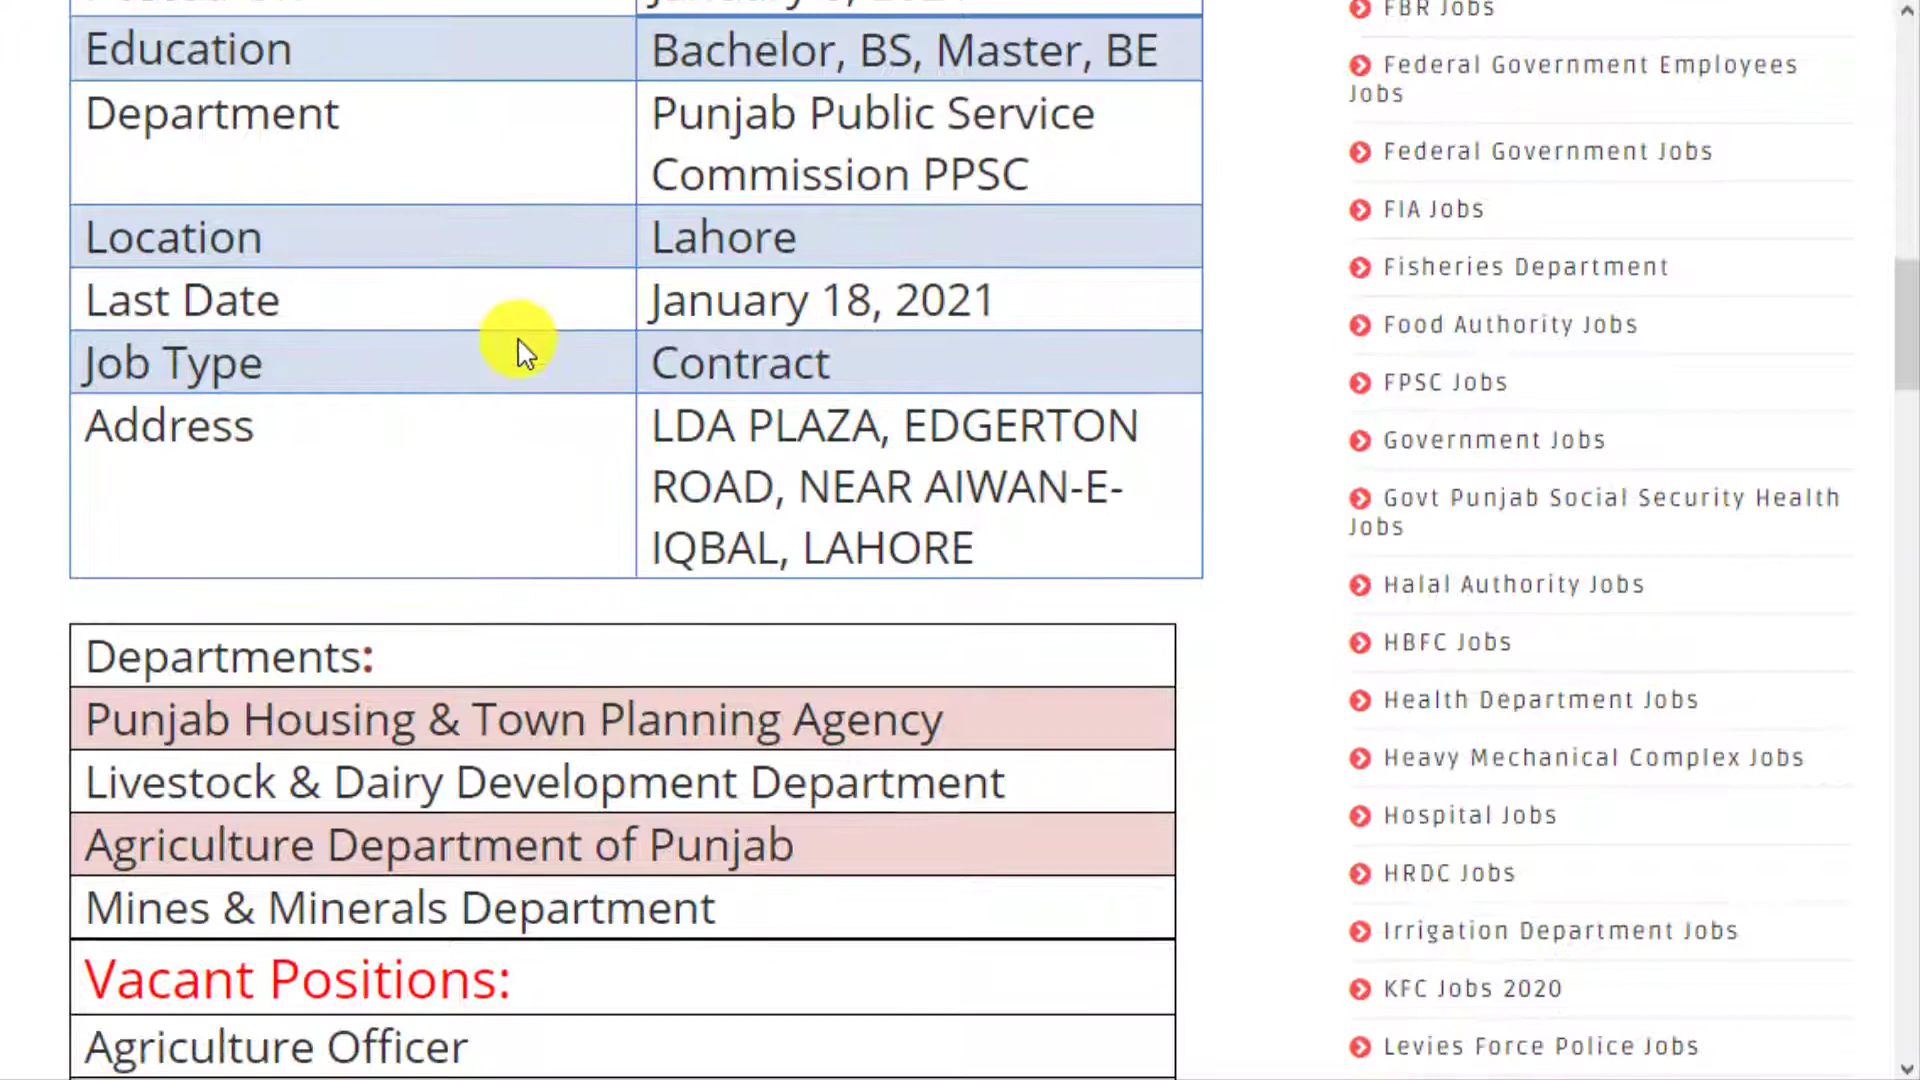 Education
Bachelor, BS, Master, BE
Department
Punjab Public Service
Commission PPSC
Location
Lahore
Last Date
January 18, 2021
Job Type
Contract
Address
LDA PLAZA, EDGERTON
ROAD, NEAR AIWAN-E-
IQBAL, LAHORE
Departments:
Punjab Housing & Town Planning Agency
Livestock & Dairy Development Department
Agriculture Department of Punjab
Mines & Minerals Department
Vacant Positions:
Agriculture Officer
FBR Jobs
Federal Government Employees
Jobs
Federal Government Jobs
FIA Jobs
Fisheries Department
Food Authority Jobs
FPSC Jobs
Government Jobs
Govt Punjab Social Security Health
Jobs
Halal Authority Jobs
HBFC Jobs
Health Department Jobs
Heavy Mechanical Complex Jobs
Hospital Jobs
HRDC Jobs
Irrigation Department Jobs
KFC Jobs 2020
Levies Force Police Jobs